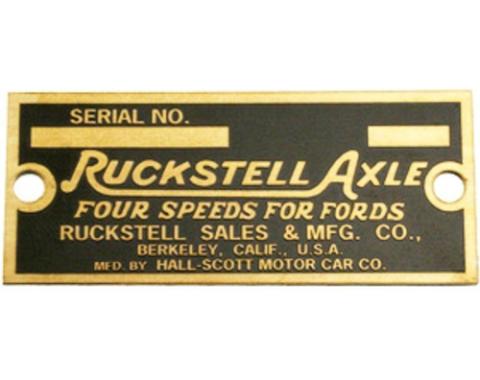 SERIAL NO.
RUCKSTELL AXLE
FOUR SPEEDS FOR FORDS
RUCKSTELL SALES & MFG. CO.,
BERKELEY, CALIF., U.S.A.
MFD. BY HALL-SCOTT MOTOR CAR CO.